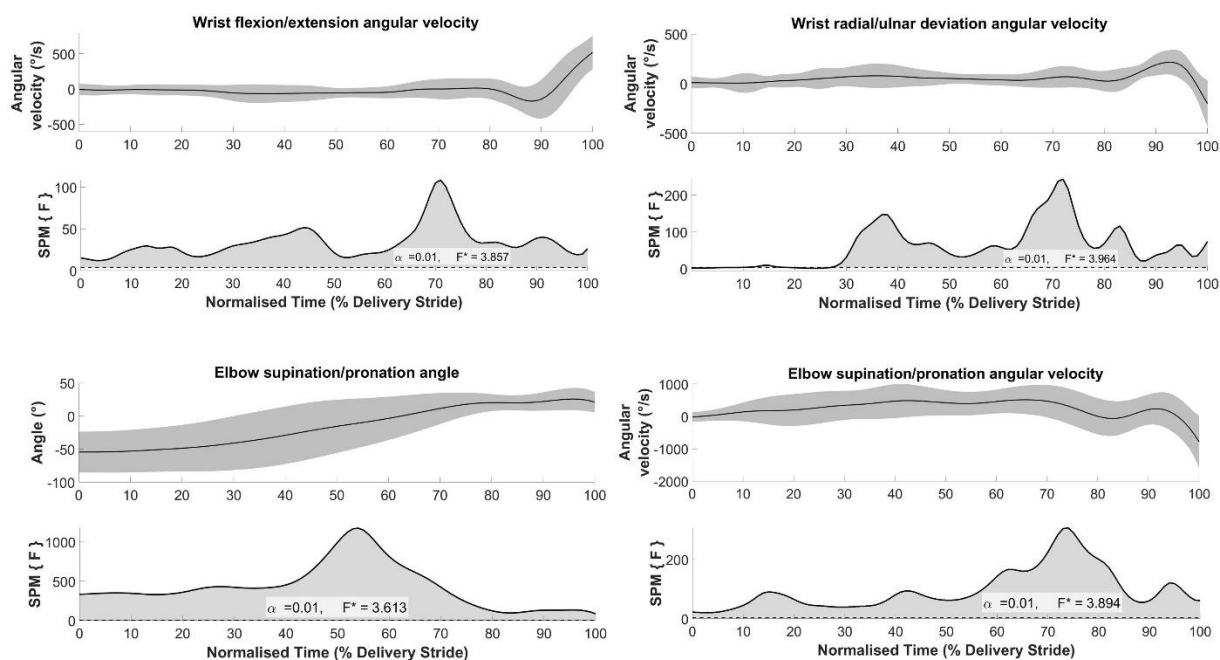 Wrist flexion/extension angular velocity
Angular
velocity (°/s)
500
0
-500
0 10 20 30 40 50 60 70 80 90 100
SPM { F }
100
50
0
α =0.01, F* = 3.857
0 10 20 30 40 50 60 70 80 90 100
Normalised Time (% Delivery Stride)
Wrist radial/ulnar deviation angular velocity
Angular
velocity (°/s)
500
0
-500
0 10 20 30 40 50 60 70 80 90 100
SPM { F }
200
100
0
α =0.01, F* = 3.964
0 10 20 30 40 50 60 70 80 90 100
Normalised Time (% Delivery Stride)
Elbow supination/pronation angle
Angle (°)
50
0
-50
-100
0 10 20 30 40 50 60 70 80 90 100
SPM { F }
1000
500
0
α =0.01, F* = 3.613
0 10 20 30 40 50 60 70 80 90 100
Normalised Time (% Delivery Stride)
Elbow supination/pronation angular velocity
Angular
velocity (°/s)
1000
0
-1000
-2000
0 10 20 30 40 50 60 70 80 90 100
SPM { F }
200
0
α =0.01, F* = 3.894
0 10 20 30 40 50 60 70 80 90 100
Normalised Time (% Delivery Stride)